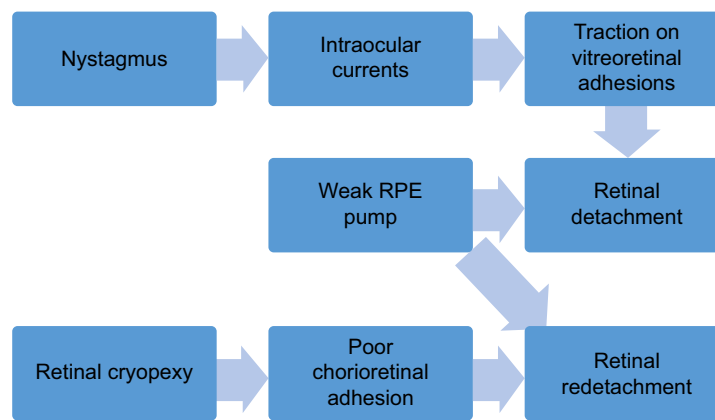 Nystagmus
Intraocular
currents
Traction on
vitreoretinal
adhesions
Weak RPE
pump
Retinal
detachment
Retinal cryopexy
Poor
chorioretinal
adhesion
Retinal
redetachment